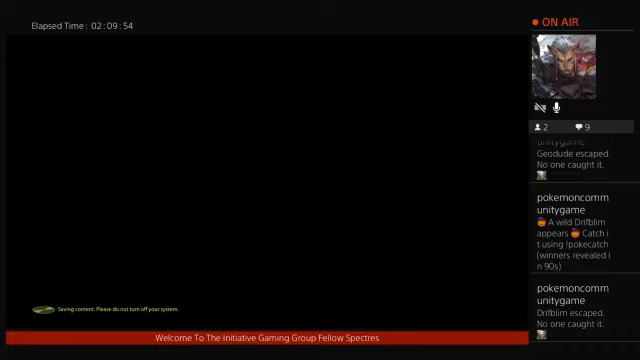 Elapsed Time : 02:09:54
ON AIR
2
9
unitygame
Geodude escaped.
No one caught it.
pokemoncomm
unitygame
A wild Drifblim
appears Catch i
t using !pokecatch
(winners revealed i
n 90s)
pokemoncomm
unitygame
Drifblim escaped.
No one caught it.
Saving content. Please do not turn off your system.
Welcome To The Initiative Gaming Group Fellow Spectres